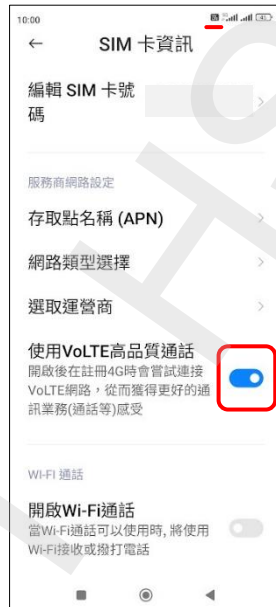 10:00
SIM 卡資訊
編輯 SIM 卡號
碼
服務商網路設定
存取點名稱 (APN)
網路類型選擇
選取運營商
使用VoLTE高品質通話
開啟後在註冊4G時會嘗試連接
VoLTE網路，從而獲得更好的通
訊業務(通話等)感受
WI-FI 通話
開啟Wi-Fi通話
當Wi-Fi通話可以使用時, 將使用
Wi-Fi接收或撥打電話